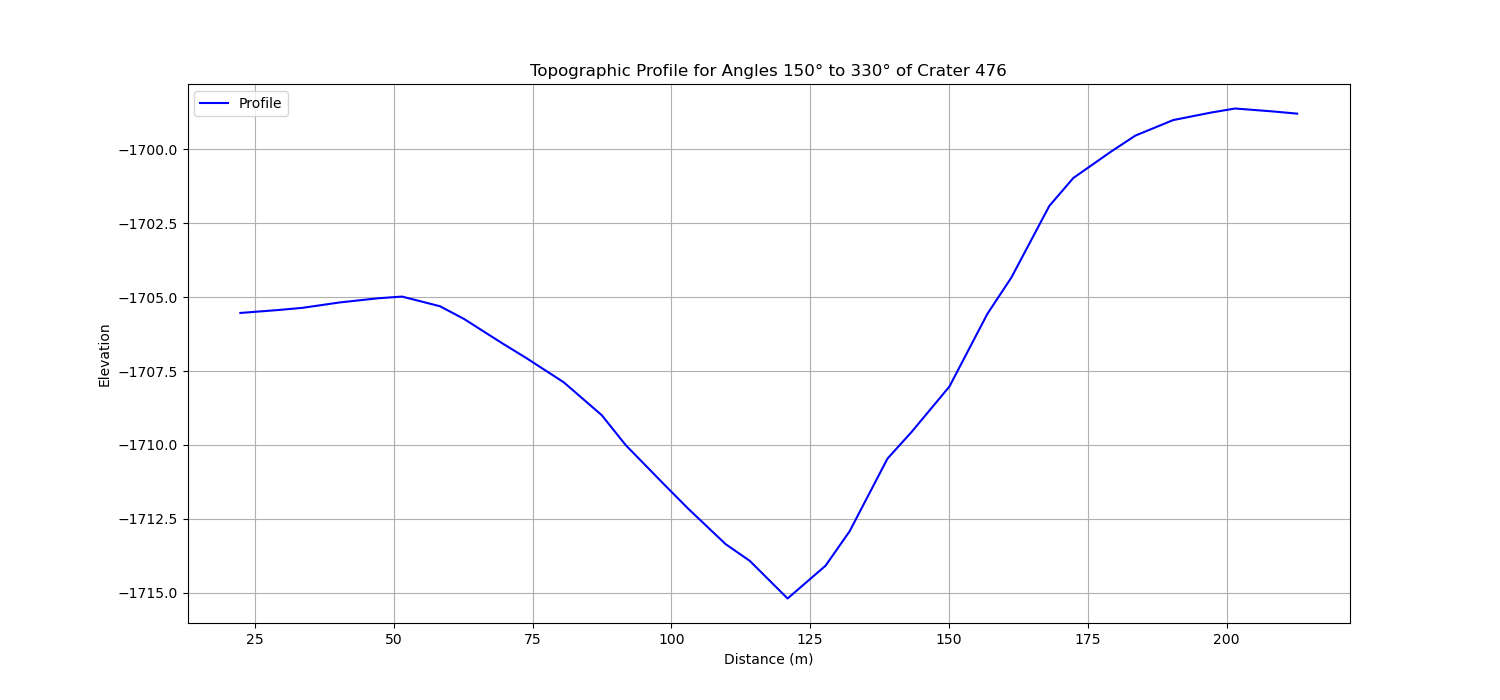 Topographic Profile for Angles 150° to 330° of Crater 476
Profile
−1700.0
−1702.5
−1705.0
−1707.5
−1710.0
−1712.5
−1715.0
Elevation
25 50 75 100 125 150 175 200
Distance (m)